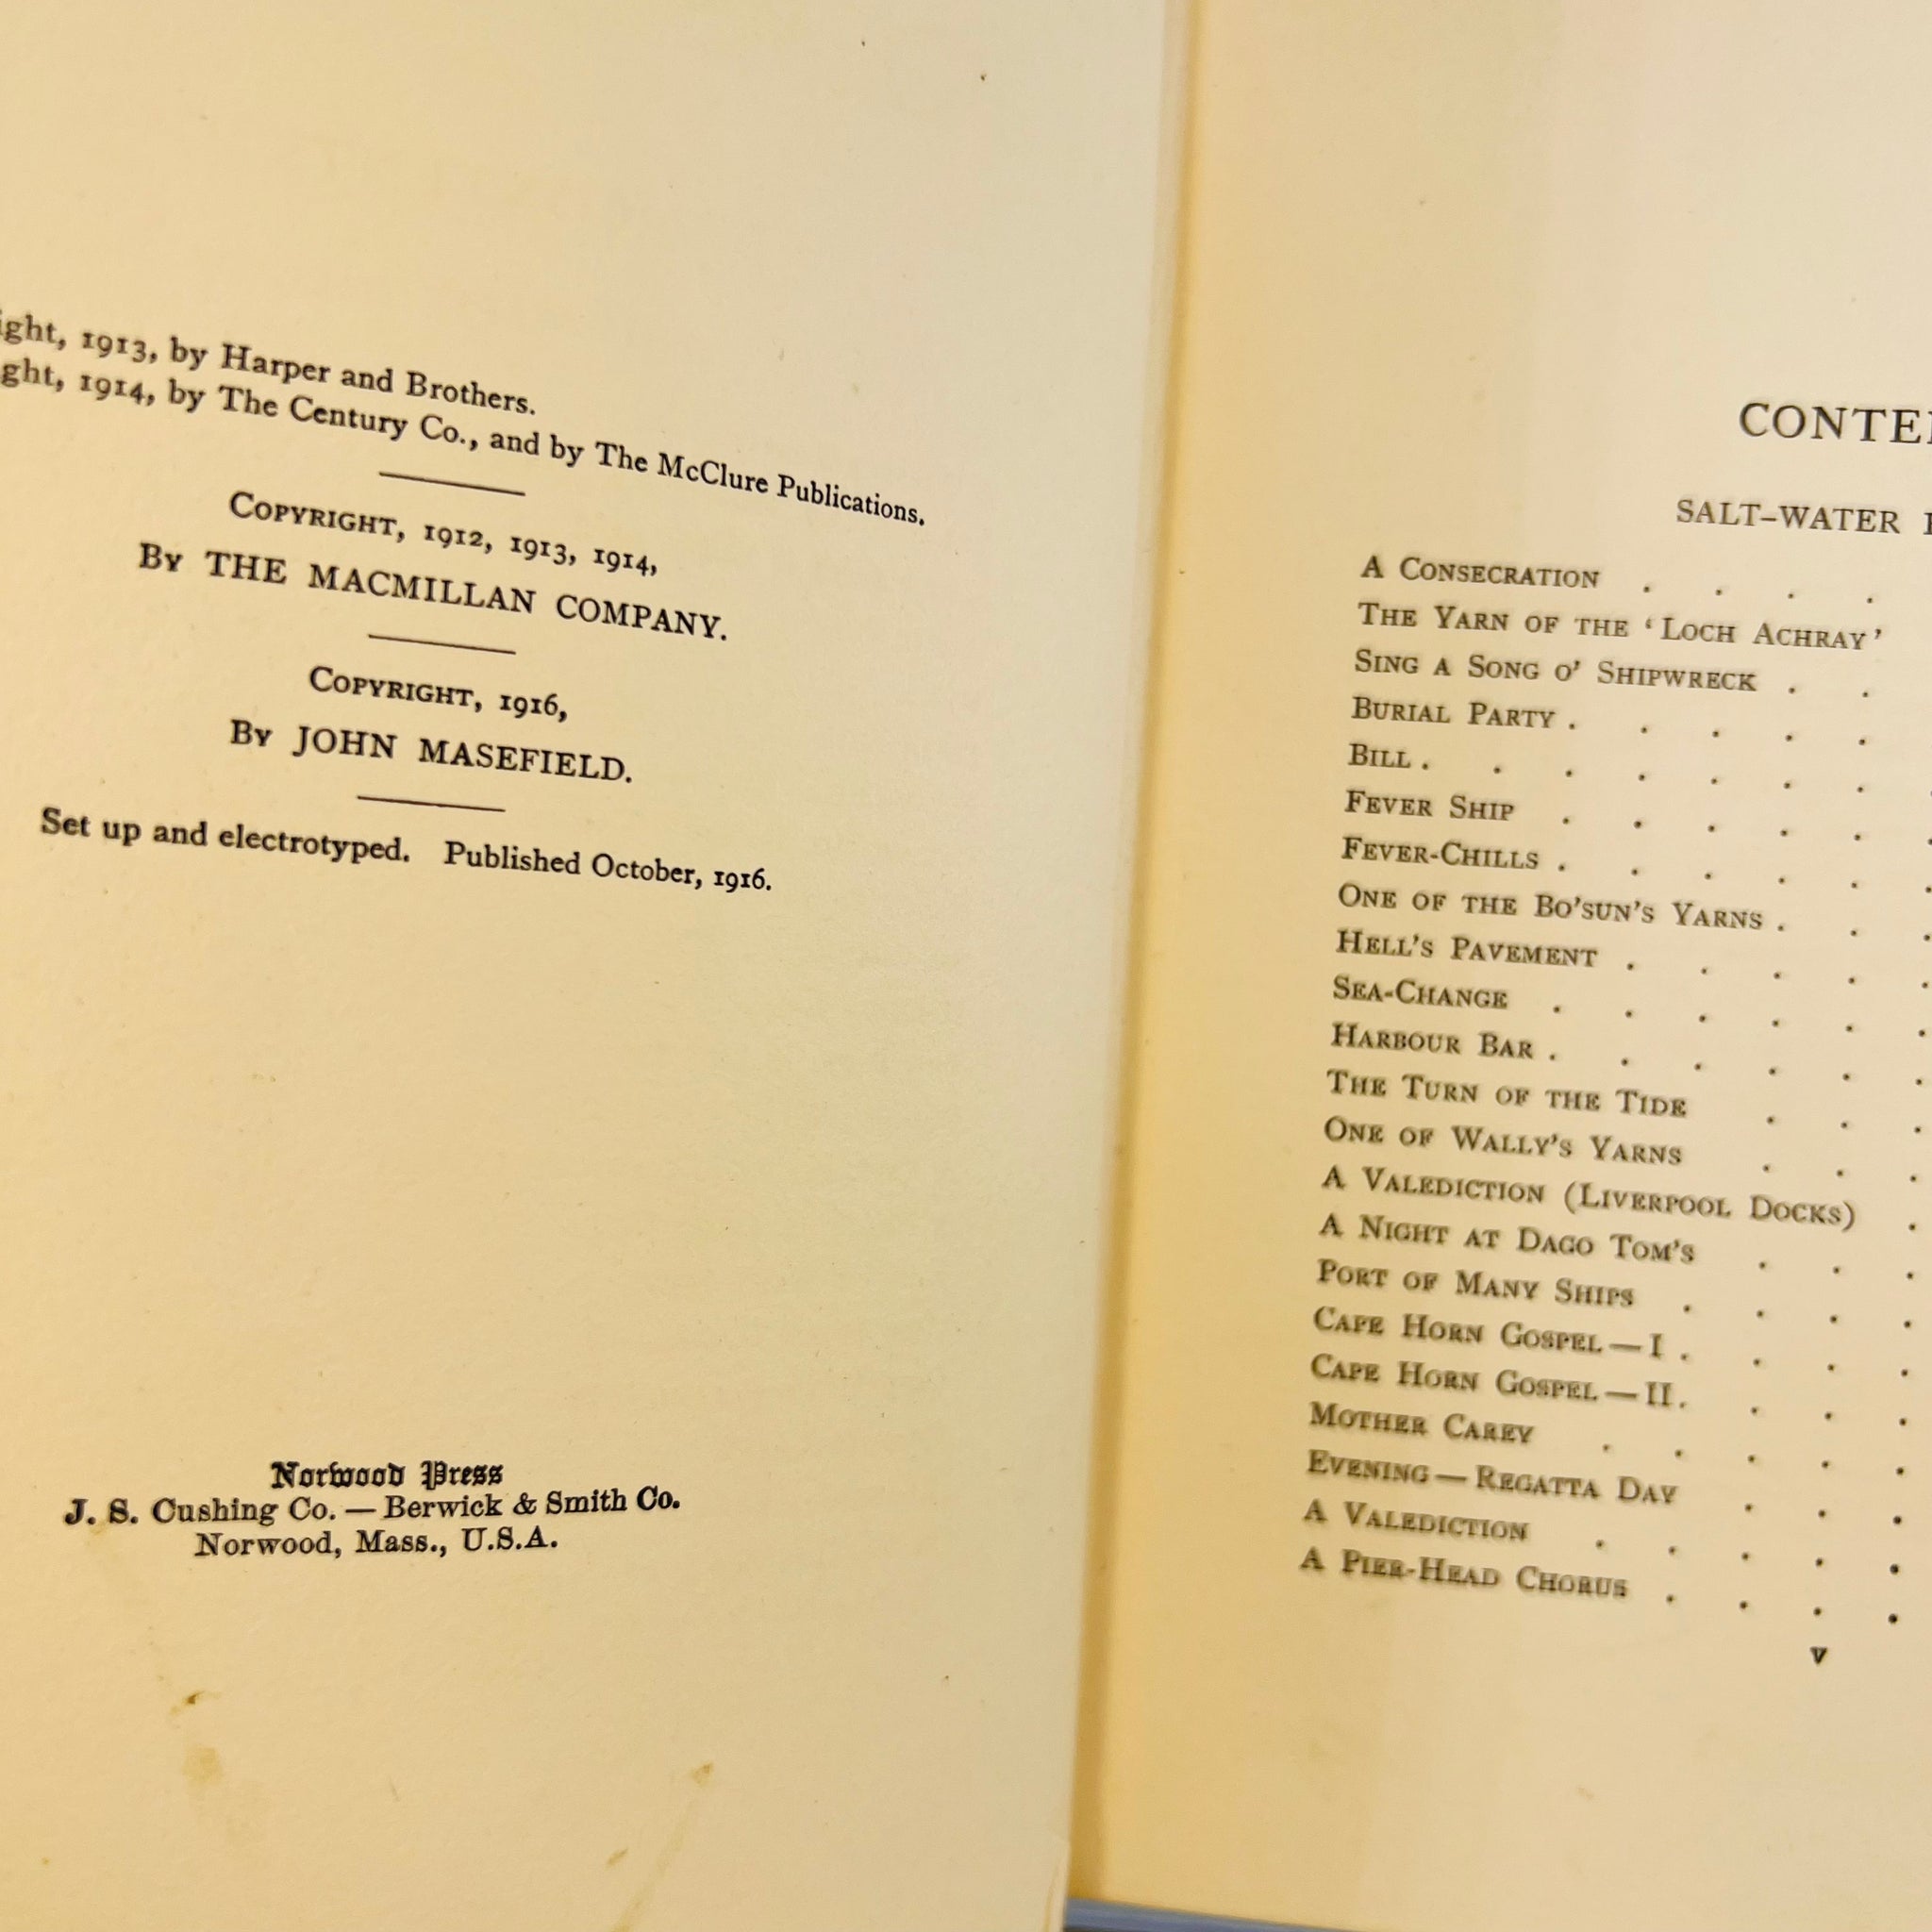 ight, 1913, by Harper and Brothers.
ght, 1914, by The Century Co., and by The McClure Publications.
COPYRIGHT, 1912, 1913, 1914,
BY THE MACMILLAN COMPANY.
COPYRIGHT, 1916,
BY JOHN MASEFIELD.
Set up and electrotyped. Published October, 1916.
Norwood Press
J. S. Cushing Co. — Berwick & Smith Co.
Norwood, Mass., U.S.A.
CONTE
SALT-WATER
A CONSECRATION . . . .
THE YARN OF THE ‘LOCH ACHRAY’
SING A SONG O’ SHIPWRECK . .
BURIAL PARTY . . . . .
BILL . . . . . . .
FEVER SHIP . . . . .
FEVER-CHILLS . . . . . .
ONE OF THE BO’SUN’S YARNS . . .
HELL’S PAVEMENT . . . . .
SEA-CHANGE . . . . . .
HARBOUR BAR . . . . . .
THE TURN OF THE TIDE . . .
ONE OF WALLY’S YARNS . . .
A VALEDICTION (LIVERPOOL DOCKS) .
A NIGHT AT DAGO TOM’S . . .
PORT OF MANY SHIPS . . . .
CAPE HORN GOSPEL — I . . . .
CAPE HORN GOSPEL — II . . . .
MOTHER CAREY . . . . .
EVENING — REGATTA DAY . . .
A VALEDICTION . . . . .
A PIER-HEAD CHORUS . . . .
v